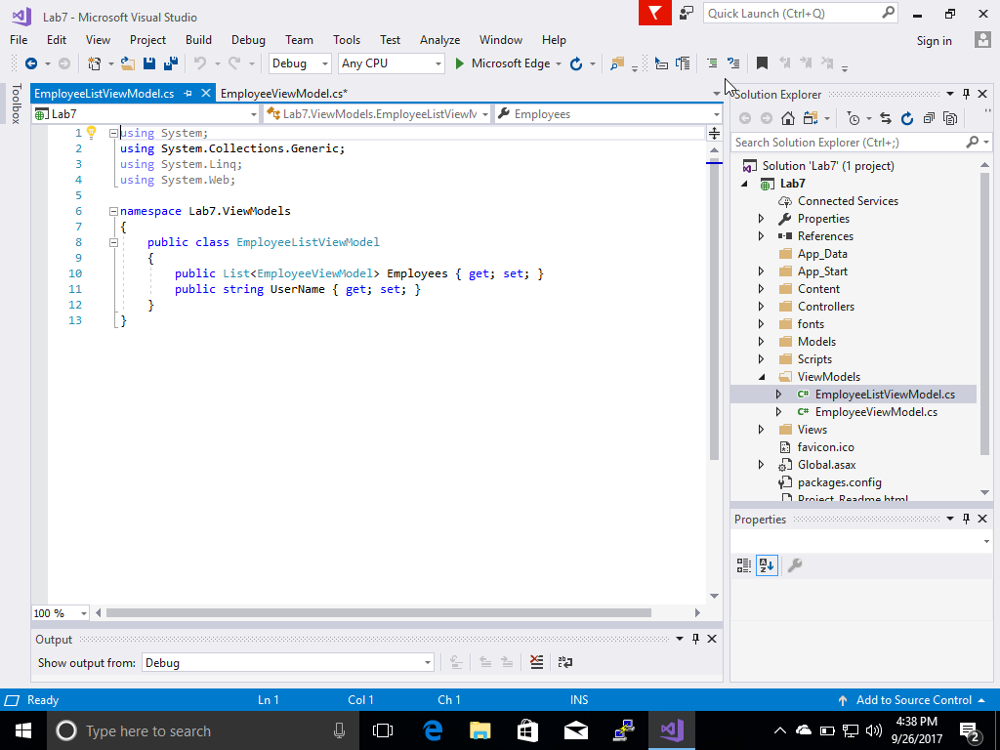 Lab7 - Microsoft Visual Studio
Quick Launch (Ctrl+Q)
File Edit View Project Build Debug Team Tools Test Analyze Window Help
Sign in
Debug Any CPU Microsoft Edge
Toolbox
EmployeeListViewModel.cs EmployeeViewModel.cs*
Lab7 Lab7.ViewModels.EmployeeListViewM Employees
1 using System;
2 using System.Collections.Generic;
3 using System.Linq;
4 using System.Web;
5
6 namespace Lab7.ViewModels
7 {
8 public class EmployeeListViewModel
9 {
10 public List<EmployeeViewModel> Employees { get; set; }
11 public string UserName { get; set; }
12 }
13 }
100 %
Output
Show output from: Debug
Solution Explorer
Search Solution Explorer (Ctrl+;)
Solution 'Lab7' (1 project)
Lab7
Connected Services
Properties
References
App_Data
App_Start
Content
Controllers
fonts
Models
Scripts
ViewModels
C# EmployeeListViewModel.cs
C# EmployeeViewModel.cs
Views
favicon.ico
Global.asax
packages.config
Project_Readme.html
Properties
Ready Ln 1 Col 1 Ch 1 INS Add to Source Control
Type here to search
4:38 PM
9/26/2017
2